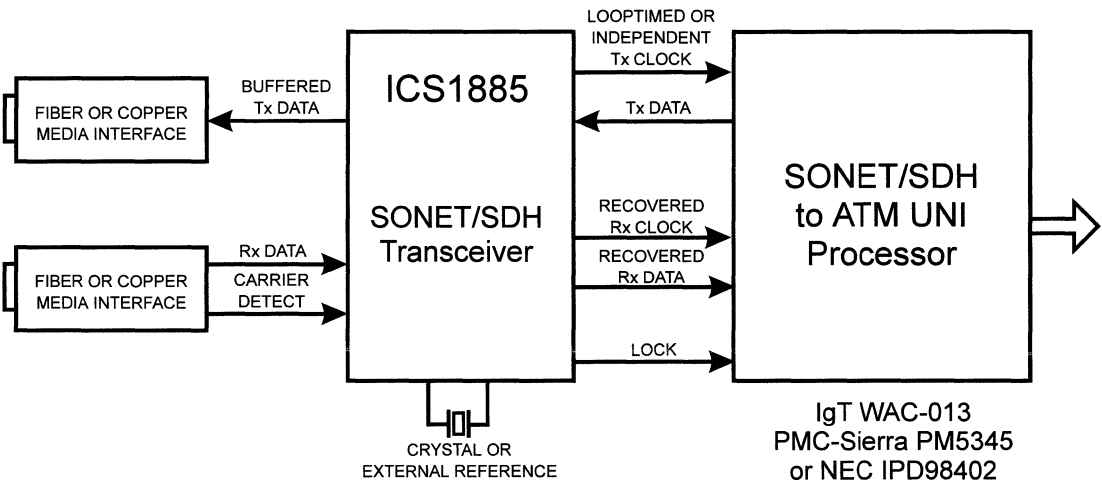 FIBER OR COPPER
MEDIA INTERFACE
BUFFERED
Tx DATA
FIBER OR COPPER
MEDIA INTERFACE
Rx DATA
CARRIER
DETECT
ICS1885
SONET/SDH
Transceiver
CRYSTAL OR
EXTERNAL REFERENCE
LOOPTIMED OR
INDEPENDENT
Tx CLOCK
Tx DATA
RECOVERED
Rx CLOCK
RECOVERED
Rx DATA
LOCK
SONET/SDH
to ATM UNI
Processor
IgT WAC-013
PMC-Sierra PM5345
or NEC IPD98402